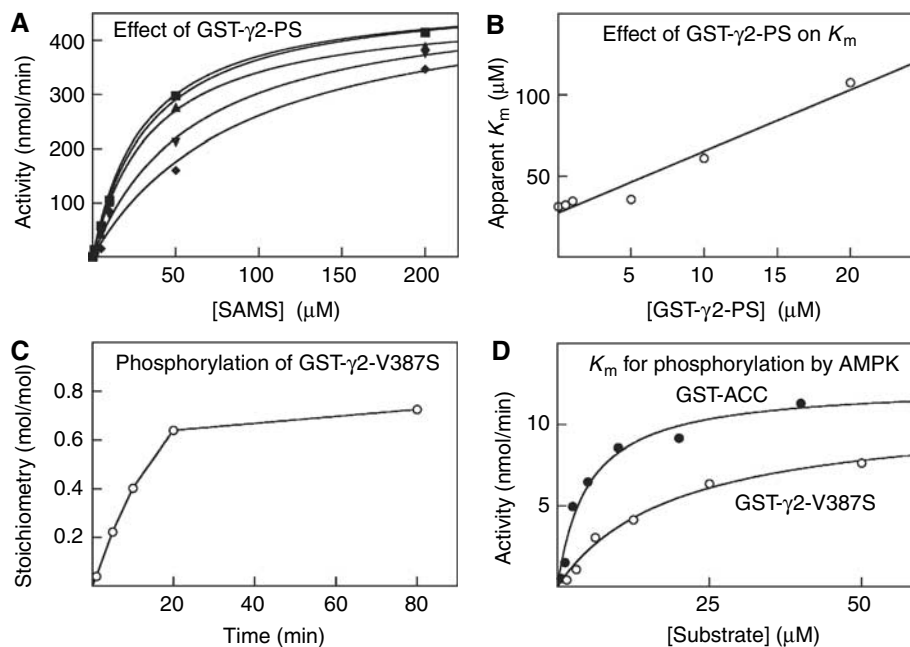 A
Effect of GST-γ2-PS
Activity (nmol/min)
400
300
200
100
50
100
150
200
[SAMS] (μM)
B
Effect of GST-γ2-PS on Km
Apparent Km (μM)
100
50
5
10
15
20
[GST-γ2-PS] (μM)
C
Phosphorylation of GST-γ2-V387S
Stoichiometry (mol/mol)
0.8
0.6
0.4
0.2
0
20
40
60
80
Time (min)
D
Km for phosphorylation by AMPK
GST-ACC
GST-γ2-V387S
Activity (nmol/min)
10
5
25
50
[Substrate] (μM)